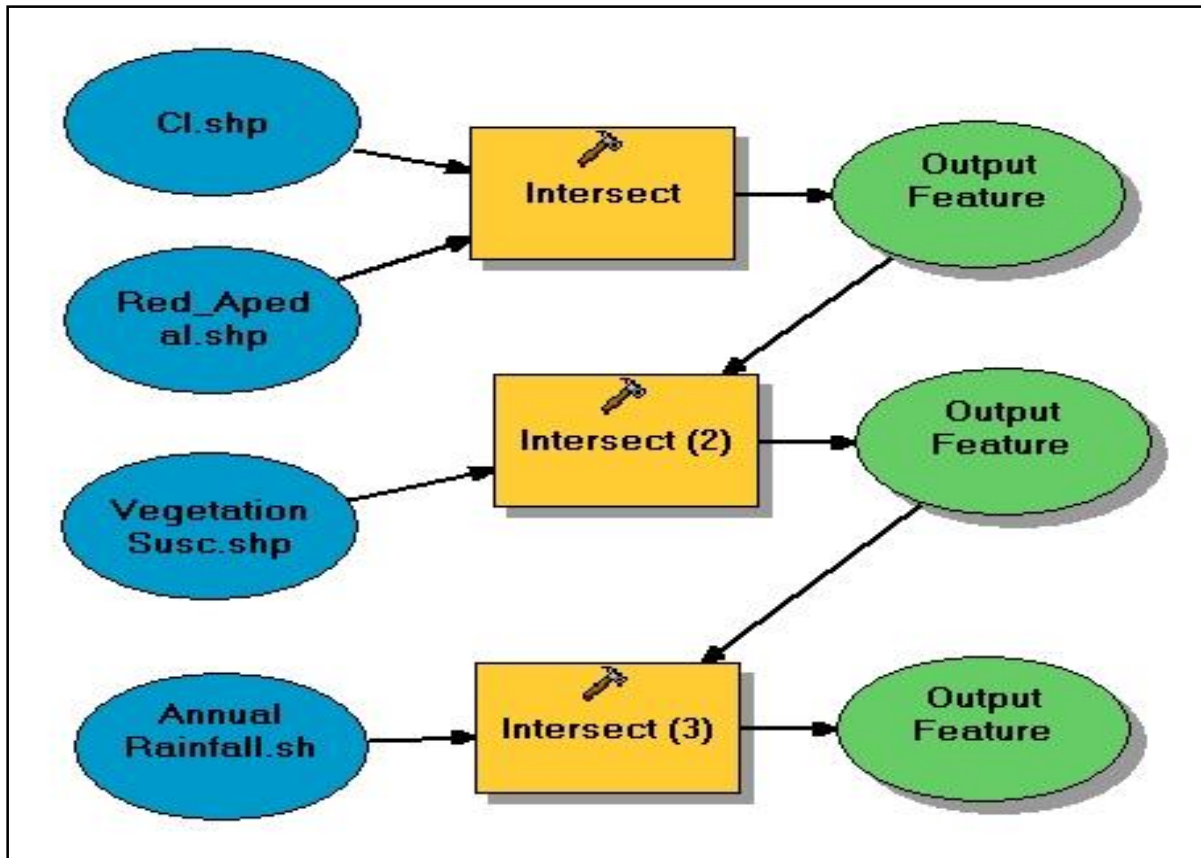 Cl.shp
Intersect
Output
Feature
Red_Aped
al.shp
Intersect (2)
Output
Feature
Vegetation
Susc.shp
Annual
Rainfall.sh
Intersect (3)
Output
Feature